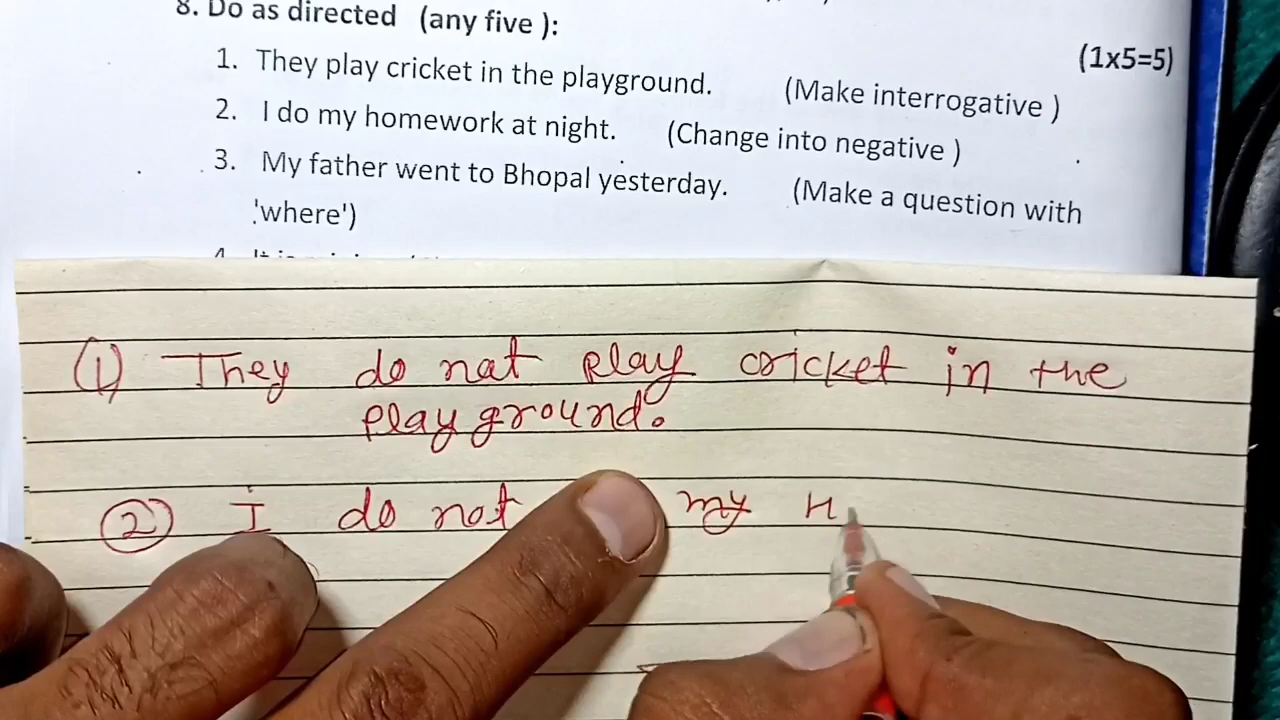 8. Do as directed (any five ):
(1x5=5)
1. They play cricket in the playground. (Make interrogative )
2. I do my homework at night. (Change into negative )
3. My father went to Bhopal yesterday. (Make a question with
'where')
(1) They do not play cricket in the
playground.
(2) I do not my H